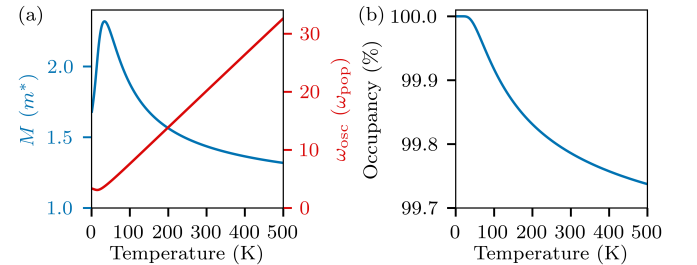 (a)
M (m*)
2.0
1.5
1.0
30
20
10
0
ω_osc (ω_pop)
0 100 200 300 400 500
Temperature (K)
(b)
Occupancy (%)
100.0
99.9
99.8
99.7
0 100 200 300 400 500
Temperature (K)